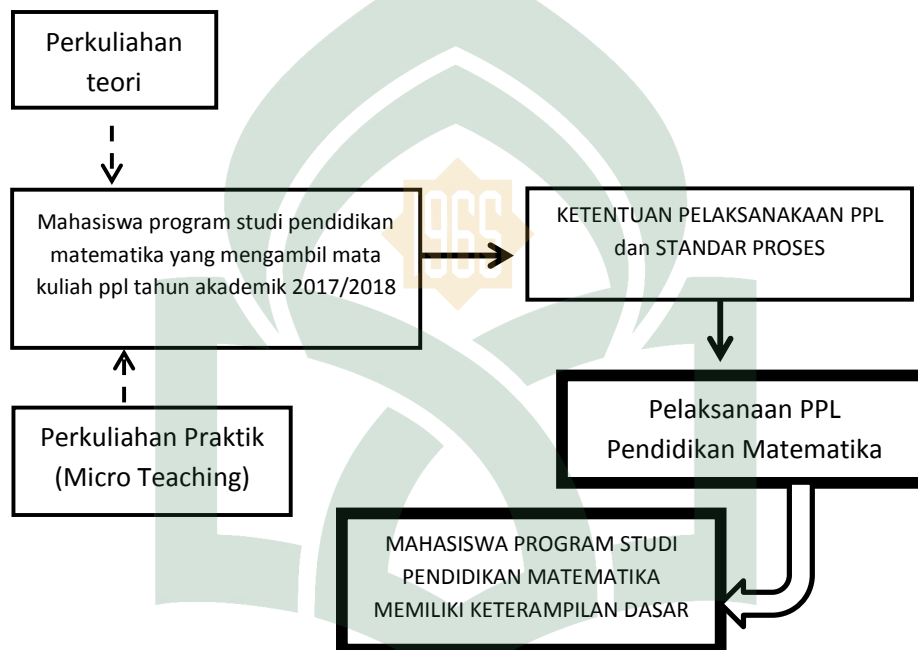 Perkuliahan
teori
Mahasiswa program studi pendidikan
matematika yang mengambil mata
kuliah ppl tahun akademik 2017/2018
1965
KETENTUAN PELAKSANAKAAN PPL
dan STANDAR PROSES
Perkuliahan Praktik
(Micro Teaching)
Pelaksanaan PPL
Pendidikan Matematika
MAHASISWA PROGRAM STUDI
PENDIDIKAN MATEMATIKA
MEMILIKI KETERAMPILAN DASAR